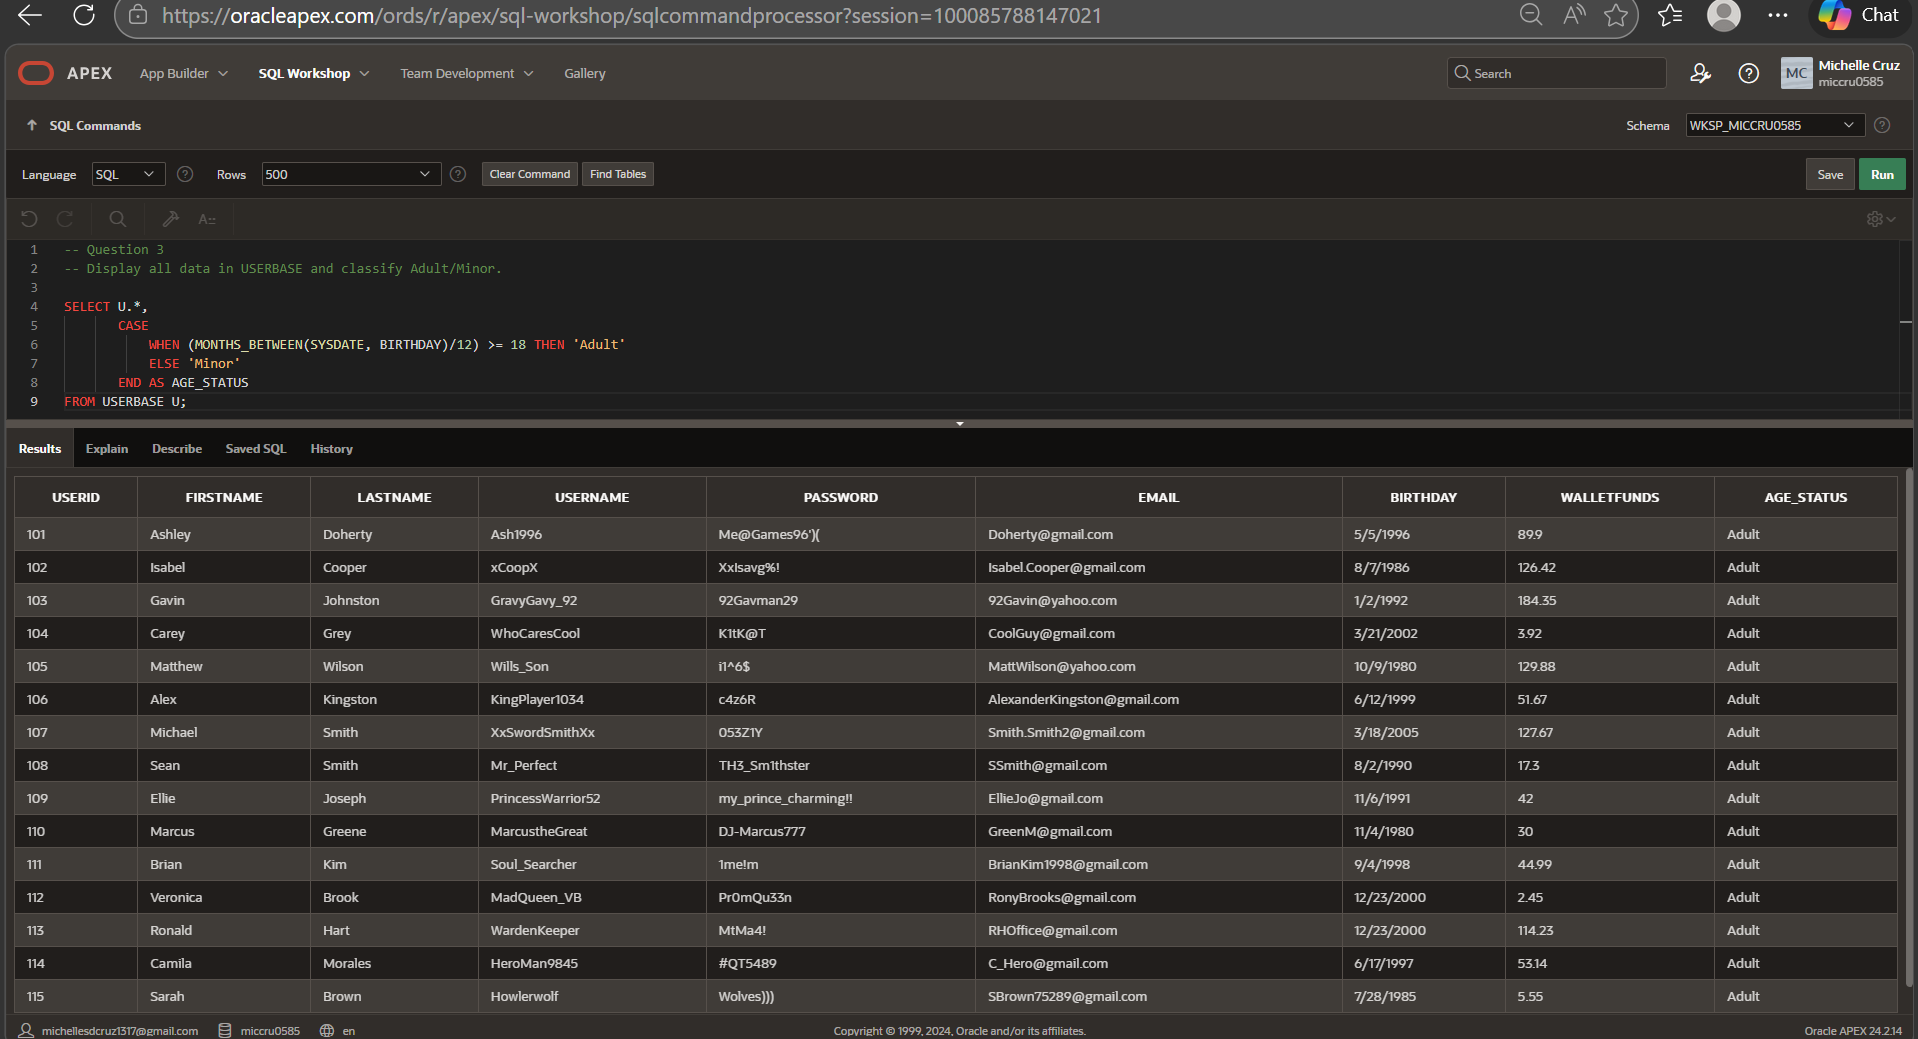 https://oracleapex.com/ords/r/apex/sql-workshop/sqlcommandprocessor?session=100085788147021 Chat
APEX App Builder SQL Workshop Team Development Gallery Search MC Michelle Cruz
miccru0585
SQL Commands Schema WKSP_MICCRU0585
Language SQL Rows 500 Clear Command Find Tables Save Run
1 -- Question 3
2 -- Display all data in USERBASE and classify Adult/Minor.
3
4 SELECT U.*,
5 CASE
6 WHEN (MONTHS_BETWEEN(SYSDATE, BIRTHDAY)/12) >= 18 THEN 'Adult'
7 ELSE 'Minor'
8 END AS AGE_STATUS
9 FROM USERBASE U;
Results Explain Describe Saved SQL History
USERID FIRSTNAME LASTNAME USERNAME PASSWORD EMAIL BIRTHDAY WALLETFUNDS AGE_STATUS
101 Ashley Doherty Ash1996 Me@Games96')( Doherty@gmail.com 5/5/1996 89.9 Adult
102 Isabel Cooper xCoopX XxIsavg%! Isabel.Cooper@gmail.com 8/7/1986 126.42 Adult
103 Gavin Johnston GravyGavy_92 92Gavman29 92Gavin@yahoo.com 1/2/1992 184.35 Adult
104 Carey Grey WhoCaresCool K1tK@T CoolGuy@gmail.com 3/21/2002 3.92 Adult
105 Matthew Wilson Wills_Son i1^6$ MattWilson@yahoo.com 10/9/1980 129.88 Adult
106 Alex Kingston KingPlayer1034 c4z6R AlexanderKingston@gmail.com 6/12/1999 51.67 Adult
107 Michael Smith XxSwordSmithXx 053Z1Y Smith.Smith2@gmail.com 3/18/2005 127.67 Adult
108 Sean Smith Mr_Perfect TH3_Sm1thster SSmith@gmail.com 8/2/1990 17.3 Adult
109 Ellie Joseph PrincessWarrior52 my_prince_charming!! EllieJo@gmail.com 11/6/1991 42 Adult
110 Marcus Greene MarcustheGreat DJ-Marcus777 GreenM@gmail.com 11/4/1980 30 Adult
111 Brian Kim Soul_Searcher 1me!m BrianKim1998@gmail.com 9/4/1998 44.99 Adult
112 Veronica Brook MadQueen_VB Pr0mQu33n RonyBrooks@gmail.com 12/23/2000 2.45 Adult
113 Ronald Hart WardenKeeper MtMa4! RHOffice@gmail.com 12/23/2000 114.23 Adult
114 Camila Morales HeroMan9845 #QT5489 C_Hero@gmail.com 6/17/1997 53.14 Adult
115 Sarah Brown Howlerwolf Wolves))) SBrown75289@gmail.com 7/28/1985 5.55 Adult
michellesdcruz1317@gmail.com miccru0585 en Copyright © 1999, 2024, Oracle and/or its affiliates. Oracle APEX 24.2.14